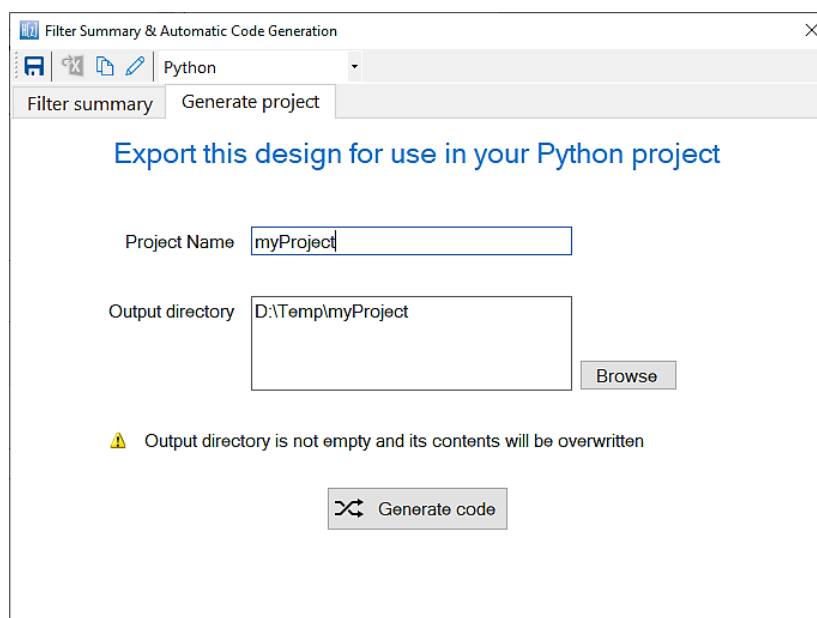 Filter Summary & Automatic Code Generation
Python
Filter summary
Generate project
Export this design for use in your Python project
Project Name
myProject
Output directory
D:\Temp\myProject
Browse
Output directory is not empty and its contents will be overwritten
Generate code